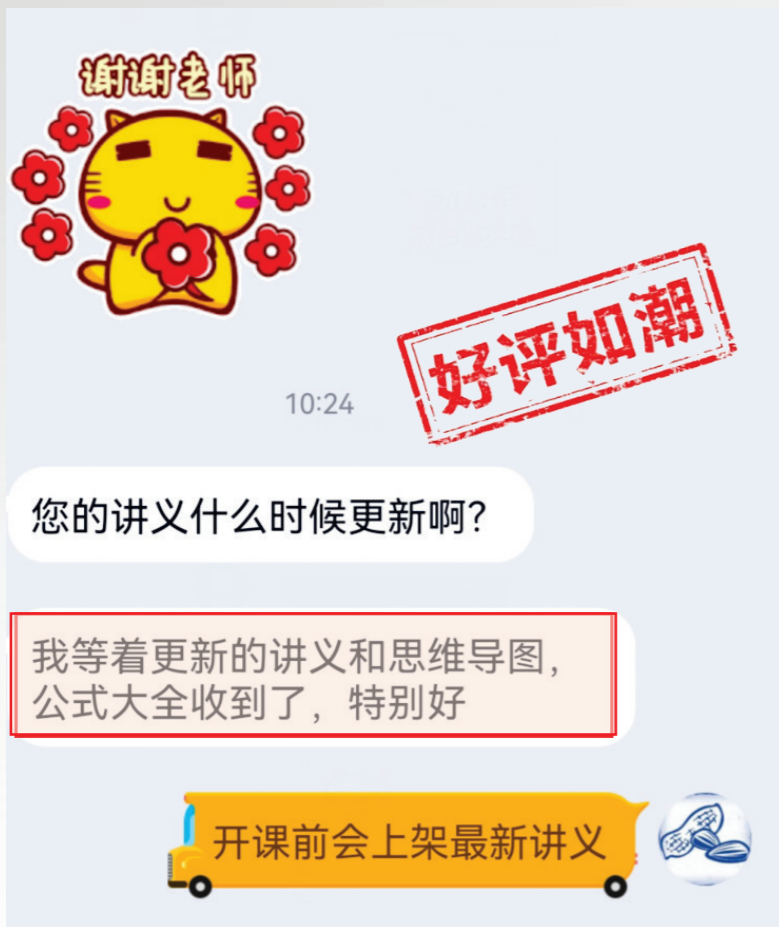 谢谢老师
好评如潮
10:24
您的讲义什么时候更新啊?
我等着更新的讲义和思维导图,
公式大全收到了，特别好
开课前会上架最新讲义